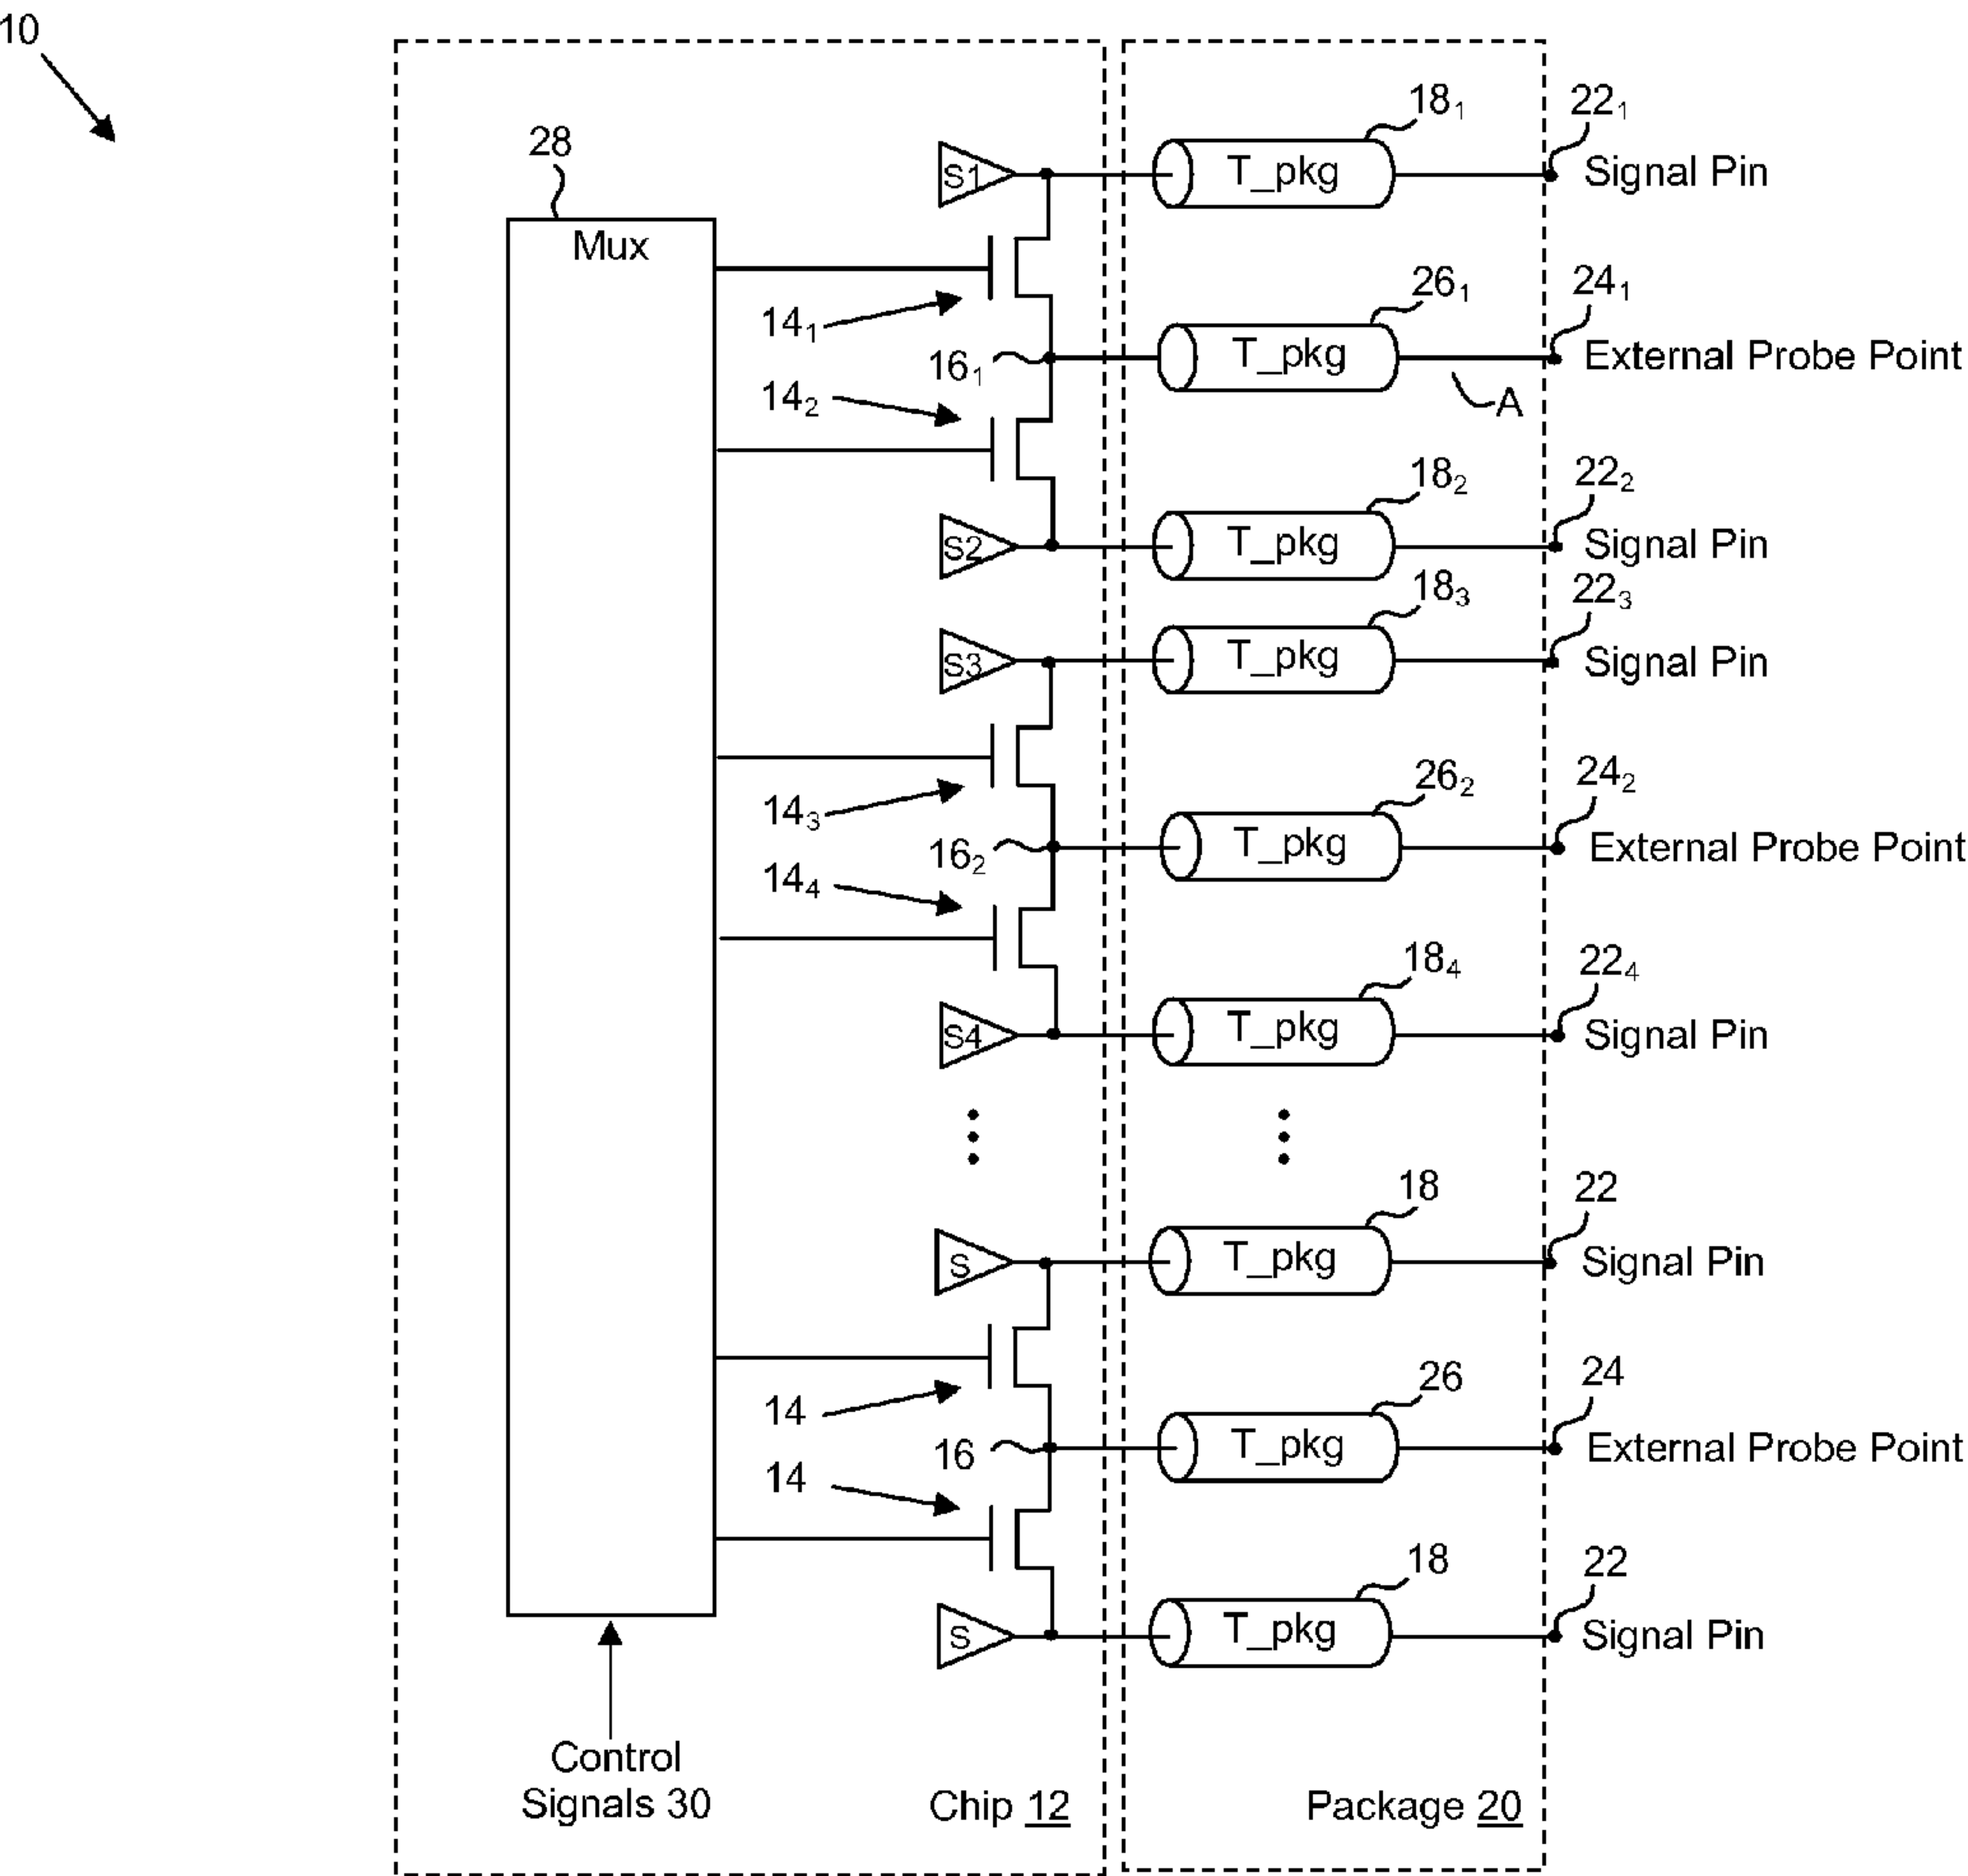 10
28
Mux
S1
T_pkg
18₁
22₁
Signal Pin
14₁
16₁
T_pkg
26₁
24₁
External Probe Point
A
14₂
S2
T_pkg
18₂
22₂
Signal Pin
S3
T_pkg
18₃
22₃
Signal Pin
14₃
16₂
T_pkg
26₂
24₂
External Probe Point
14₄
S4
T_pkg
18₄
22₄
Signal Pin
S
T_pkg
18
22
Signal Pin
14
16
T_pkg
26
24
External Probe Point
14
S
T_pkg
18
22
Signal Pin
Control
Signals 30
Chip 12
Package 20